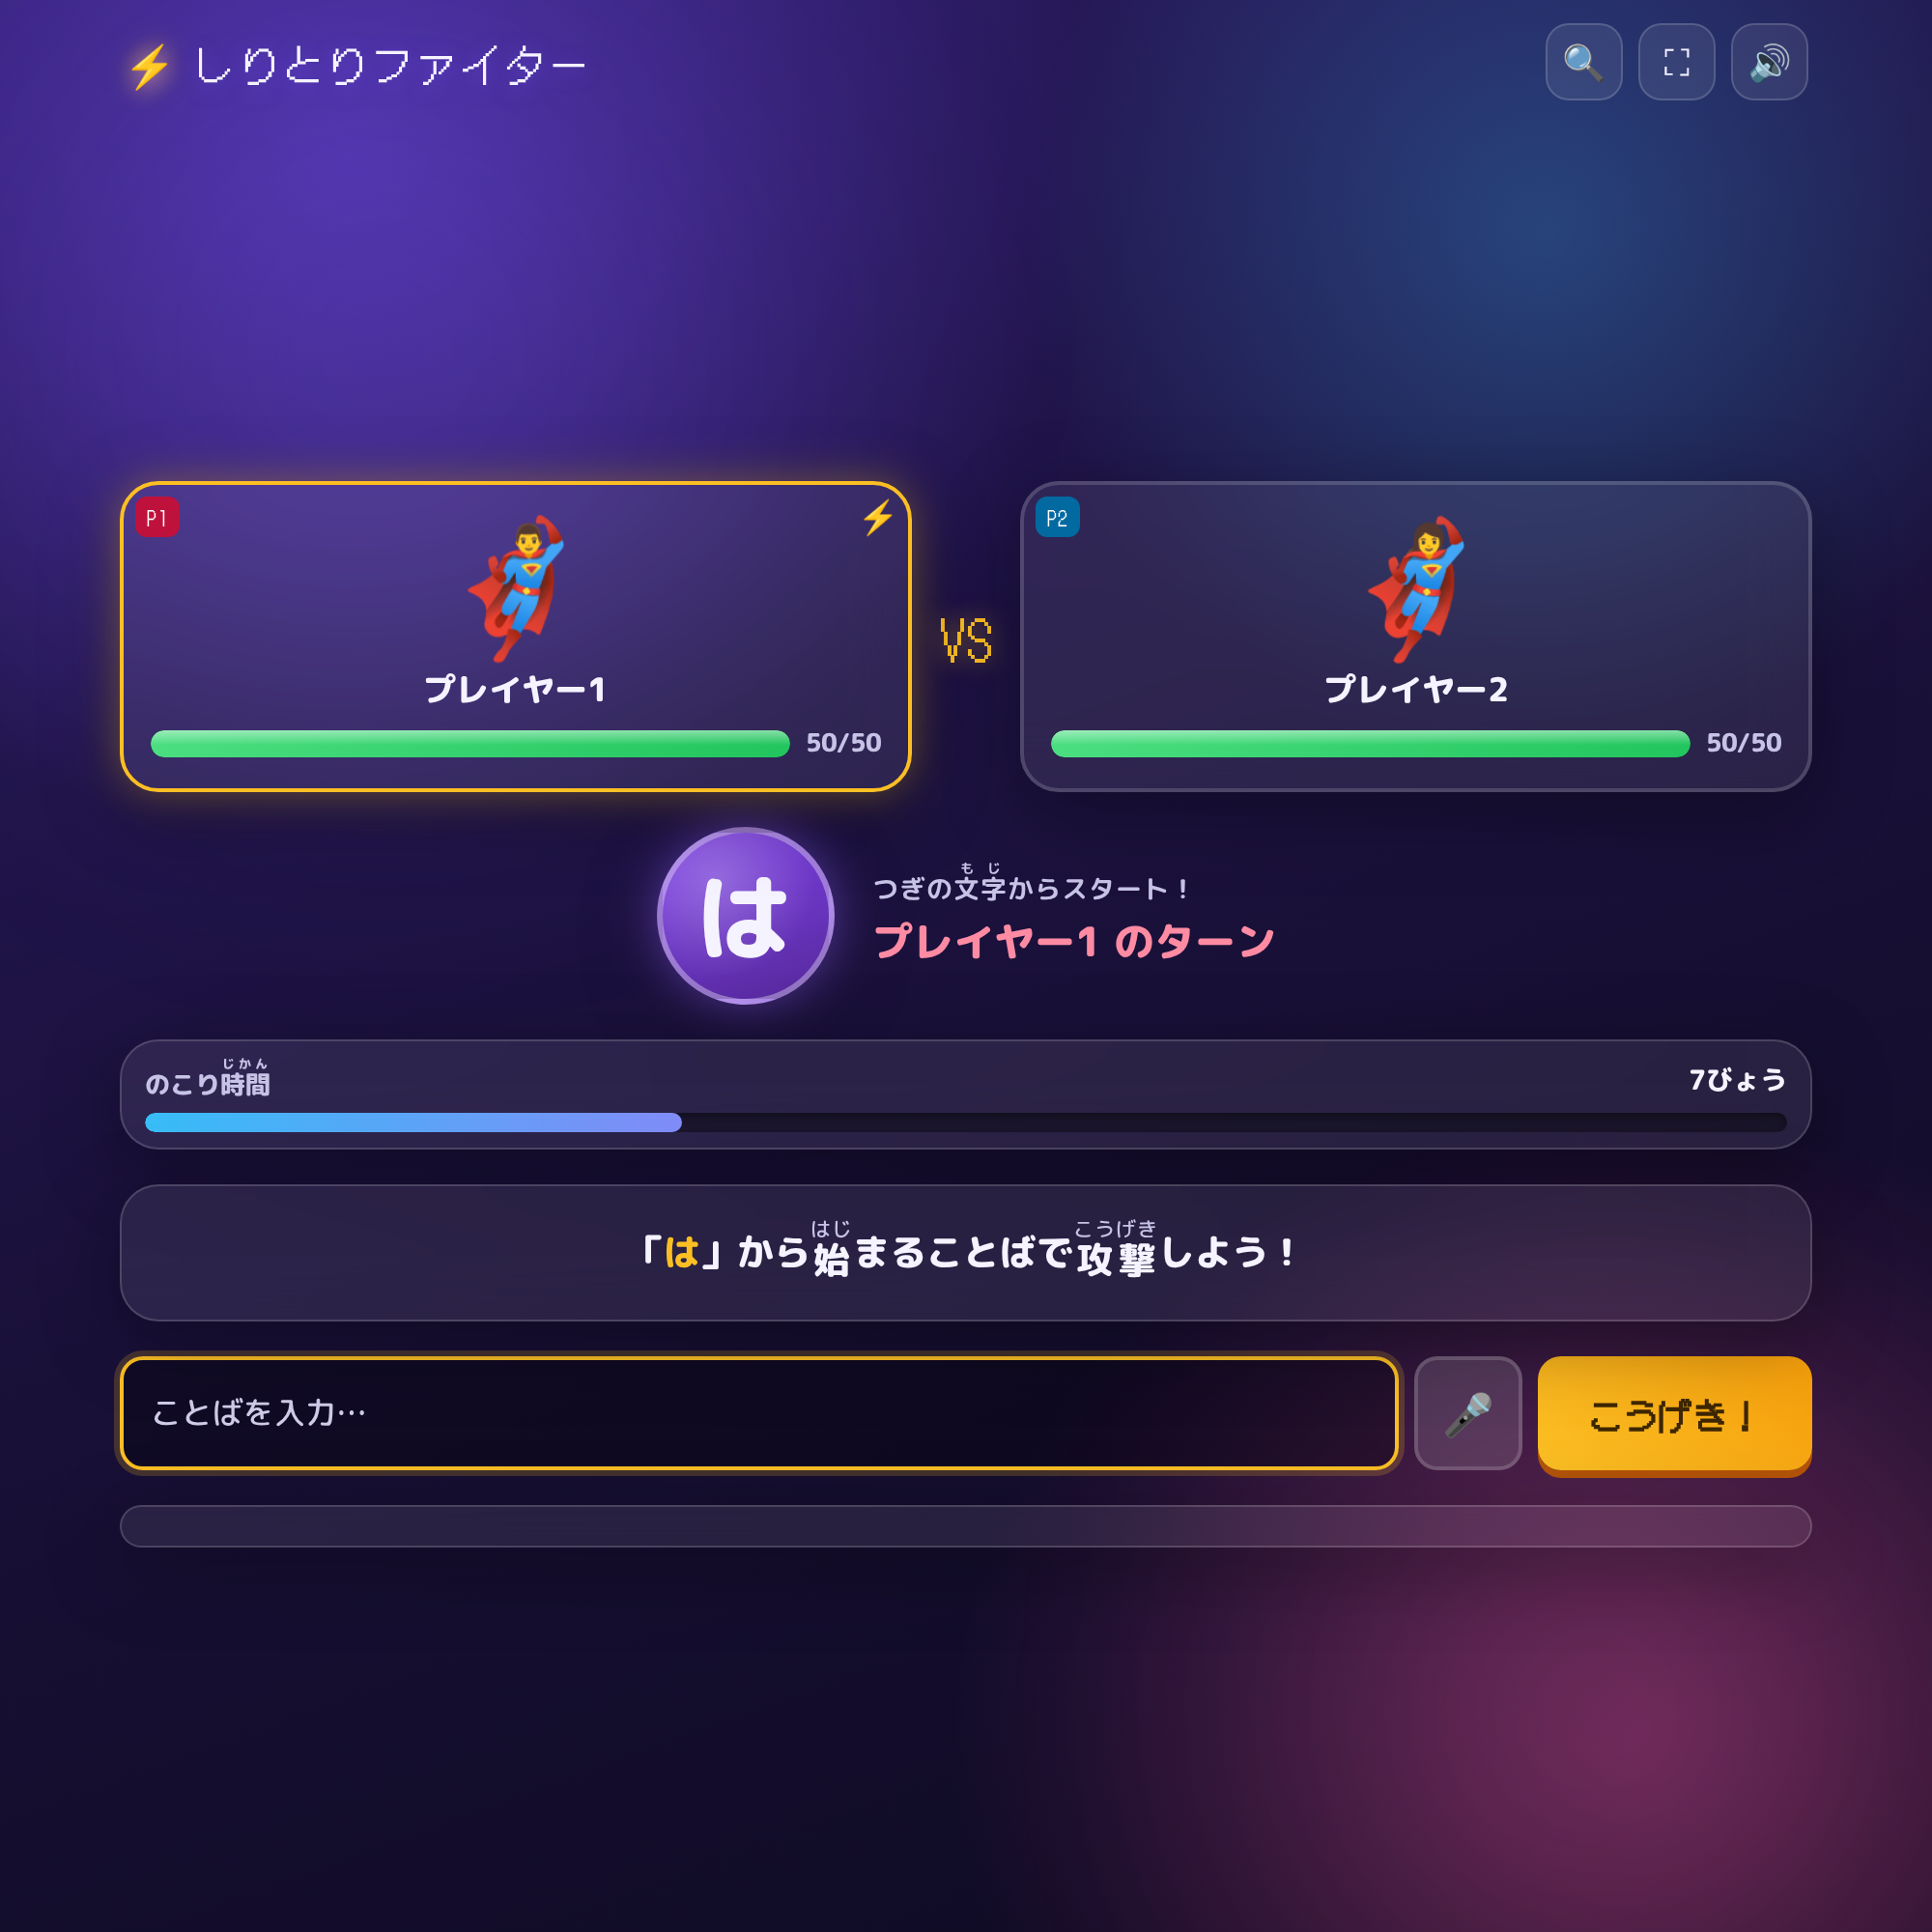 しりとりファイター
P1
プレイヤー1
50/50
VS
P2
プレイヤー2
50/50
は
もじ
つぎの文字からスタート！
プレイヤー1 のターン
じかん
のこり時間
7びょう
はじ こうげき
「は」から始まることばで攻撃しよう！
ことばを入力…
こうげき！